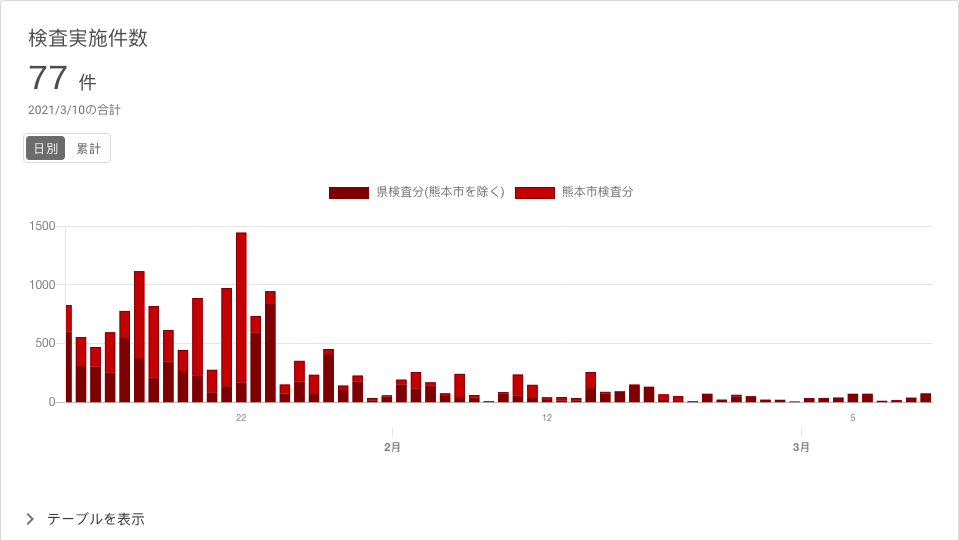 検査実施件数
77 件
2021/3/10の合計
日別 累計
県検査分(熊本市を除く) 熊本市検査分
1500
1000
500
0
22 12 5
2月 3月
テーブルを表示